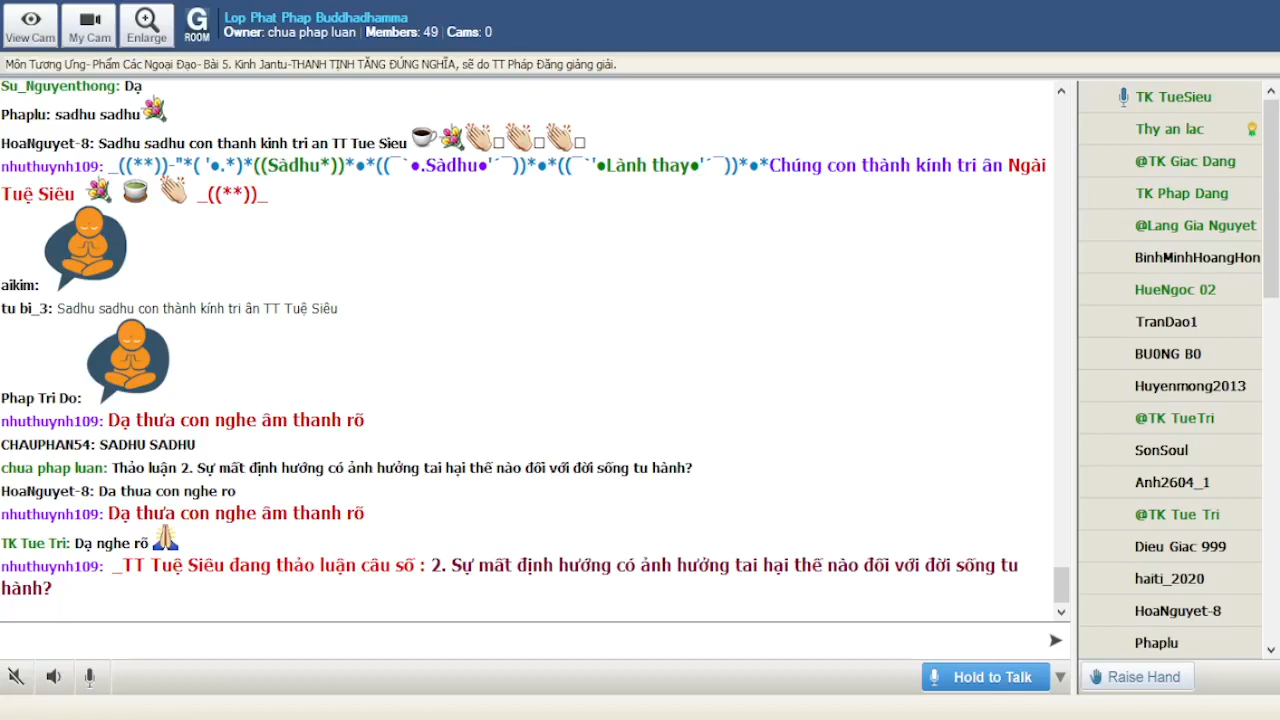 View Cam
My Cam
Enlarge
G
ROOM
Lop Phat Phap Buddhadhamma
Owner: chua phap luan | Members: 49 | Cams: 0
Môn Tương Ưng- Phẩm Các Ngoại Đạo- Bài 5. Kinh Jantu-THANH TỊNH TĂNG ĐÚNG NGHĨA, sẽ do TT Pháp Đăng giảng giải.
Su_Nguyenthong: Dạ
Phaplu: sadhu sadhu
HoaNguyet-8: Sadhu sadhu con thanh kinh tri an TT Tue Sieu
nhuthuynh109: _((**))-"*( '●.*)*((Sàdhu*))*●*((¯`●.Sàdhu●'´¯))*●*((¯`'●Lành thay●'´¯))*●*Chúng con thành kính tri ân Ngài
Tuệ Siêu _((**))_
aikim:
tu bi_3: Sadhu sadhu con thành kính tri ân TT Tuệ Siêu
Phap Tri Do:
nhuthuynh109: Dạ thưa con nghe âm thanh rõ
CHAUPHAN54: SADHU SADHU
chua phap luan: Thảo luận 2. Sự mất định hướng có ảnh hưởng tai hại thế nào đối với đời sống tu hành?
HoaNguyet-8: Da thua con nghe ro
nhuthuynh109: Dạ thưa con nghe âm thanh rõ
TK Tue Tri: Dạ nghe rõ
nhuthuynh109: _TT Tuệ Siêu đang thảo luận câu số : 2. Sự mất định hướng có ảnh hưởng tai hại thế nào đối với đời sống tu
hành?
Hold to Talk
TK TueSieu
Thy an lac
@TK Giac Dang
TK Phap Dang
@Lang Gia Nguyet
BinhMinhHoangHon
HueNgoc 02
TranDao1
BU0NG B0
Huyenmong2013
@TK TueTri
SonSoul
Anh2604_1
@TK Tue Tri
Dieu Giac 999
haiti_2020
HoaNguyet-8
Phaplu
Raise Hand